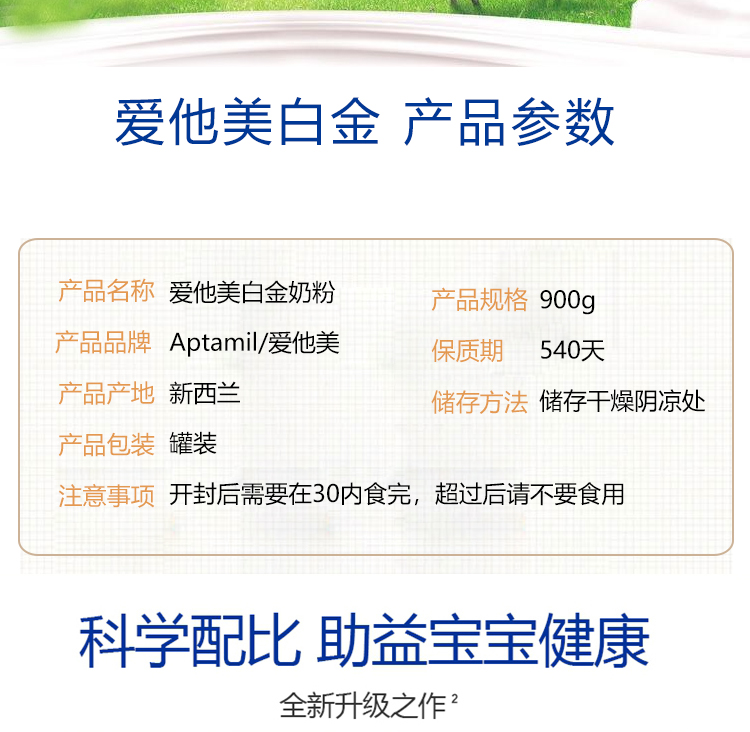 爱他美白金 产品参数
产品名称 爱他美白金奶粉
产品规格 900g
产品品牌 Aptamil/爱他美
保质期 540天
产品产地 新西兰
储存方法 储存干燥阴凉处
产品包装 罐装
注意事项 开封后需要在30内食完，超过后请不要食用
科学配比 助益宝宝健康
全新升级之作²